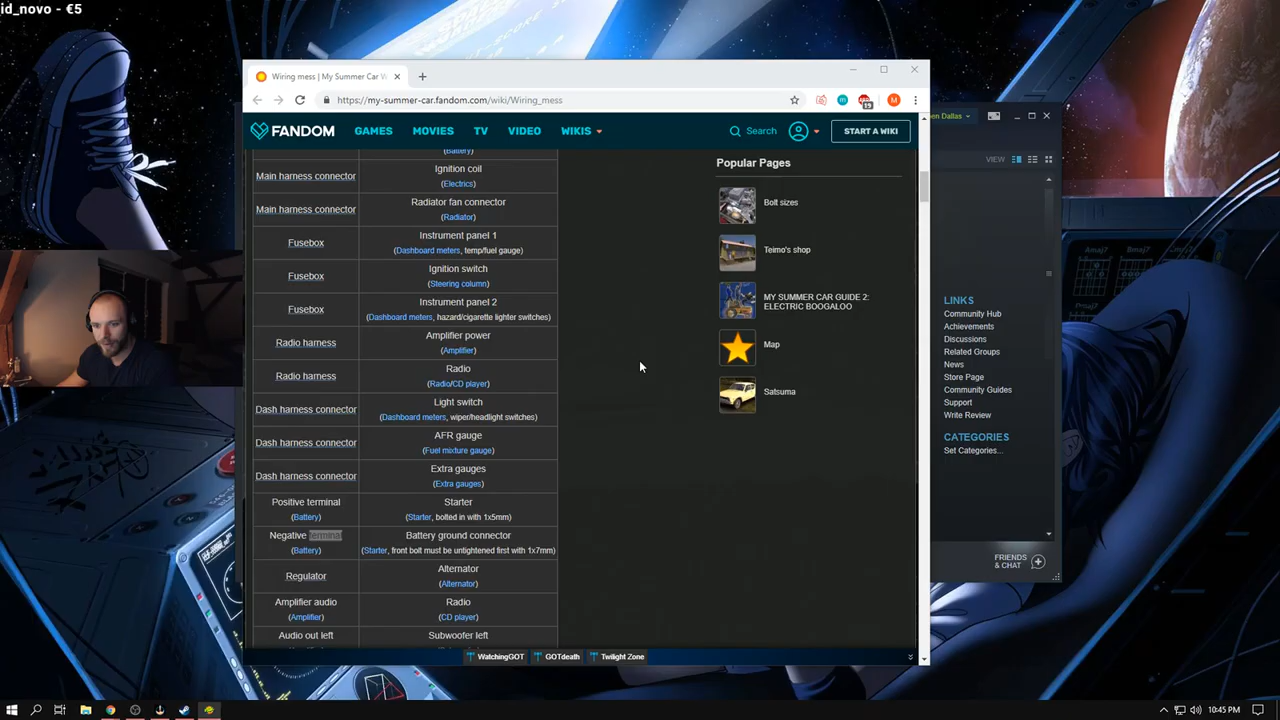 id_novo - €5
Wiring mess | My Summer Car W
https://my-summer-car.fandom.com/wiki/Wiring_mess
19
M
FANDOM
GAMES
MOVIES
TV
VIDEO
WIKIS
Search
START A WIKI
en Dallas
VIEW
(Battery)
Main harness connector
Ignition coil
(Electrics)
Main harness connector
Radiator fan connector
(Radiator)
Fusebox
Instrument panel 1
(Dashboard meters, temp/fuel gauge)
Fusebox
Ignition switch
(Steering column)
Fusebox
Instrument panel 2
(Dashboard meters, hazard/cigarette lighter switches)
Radio harness
Amplifier power
(Amplifier)
Radio harness
Radio
(Radio/CD player)
Dash harness connector
Light switch
(Dashboard meters, wiper/headlight switches)
Dash harness connector
AFR gauge
(Fuel mixture gauge)
Dash harness connector
Extra gauges
(Extra gauges)
Positive terminal
(Battery)
Starter
(Starter, bolted in with 1x5mm)
Negative terminal
(Battery)
Battery ground connector
(Starter, front bolt must be untightened first with 1x7mm)
Regulator
Alternator
(Alternator)
Amplifier audio
(Amplifier)
Radio
(CD player)
Audio out left
Subwoofer left
Popular Pages
Bolt sizes
Teimo's shop
MY SUMMER CAR GUIDE 2:
ELECTRIC BOOGALOO
Map
Satsuma
WatchingGOT
GOTdeath
Twilight Zone
LINKS
Community Hub
Achievements
Discussions
Related Groups
News
Store Page
Community Guides
Support
Write Review
CATEGORIES
Set Categories...
FRIENDS
& CHAT
Amaj7
Bmaj7
10:45 PM